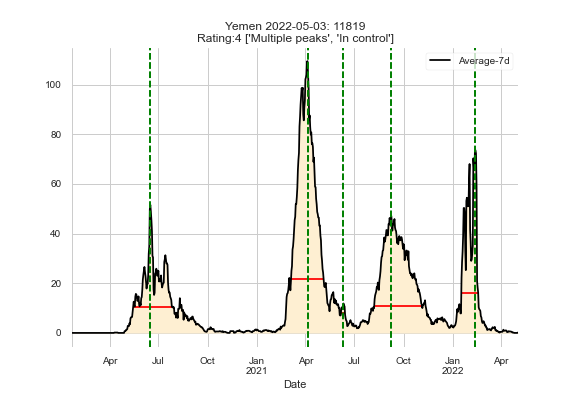 Yemen 2022-05-03: 11819
Rating:4 ['Multiple peaks', 'In control']
Average-7d
100
80
60
40
20
0
Apr Jul Oct Jan Apr Jul Oct Jan Apr
2021 2022
Date